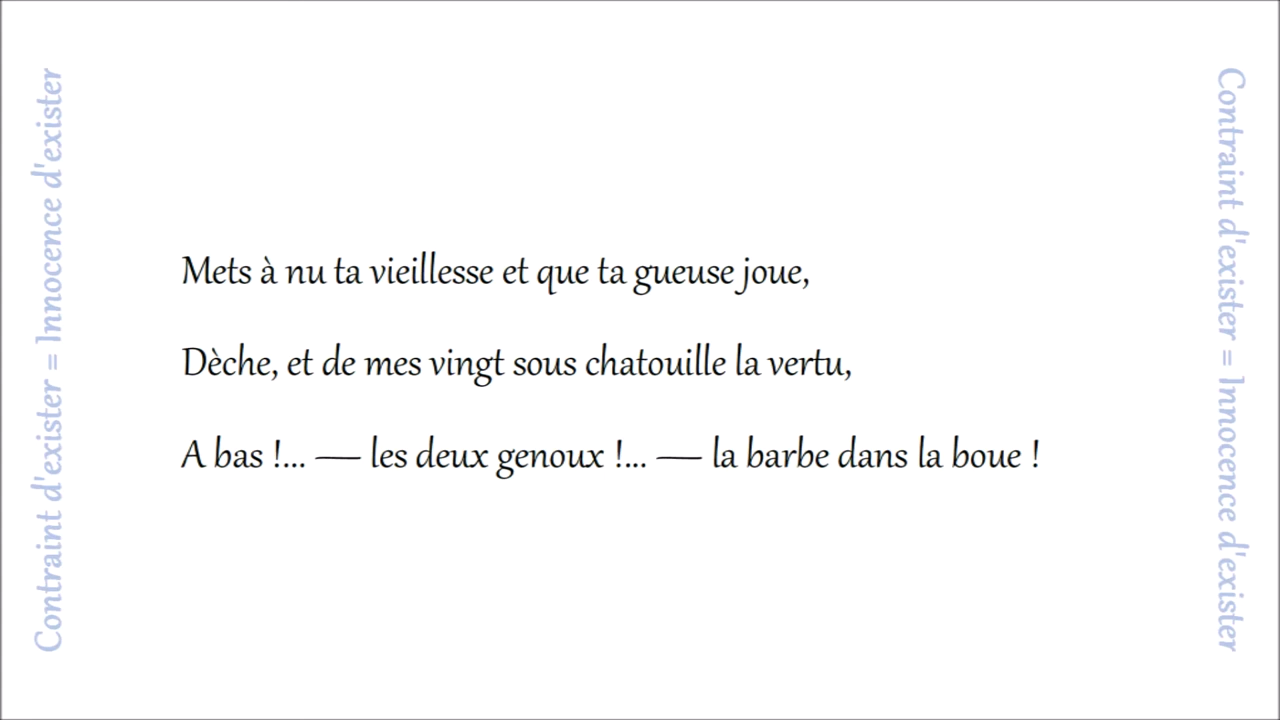 Contraint d'exister = Innocence d'exister
Mets à nu ta vieillesse et que ta gueuse joue,
Dèche, et de mes vingt sous chatouille la vertu,
A bas !... — les deux genoux !... — la barbe dans la boue !
Contraint d'exister = Innocence d'exister